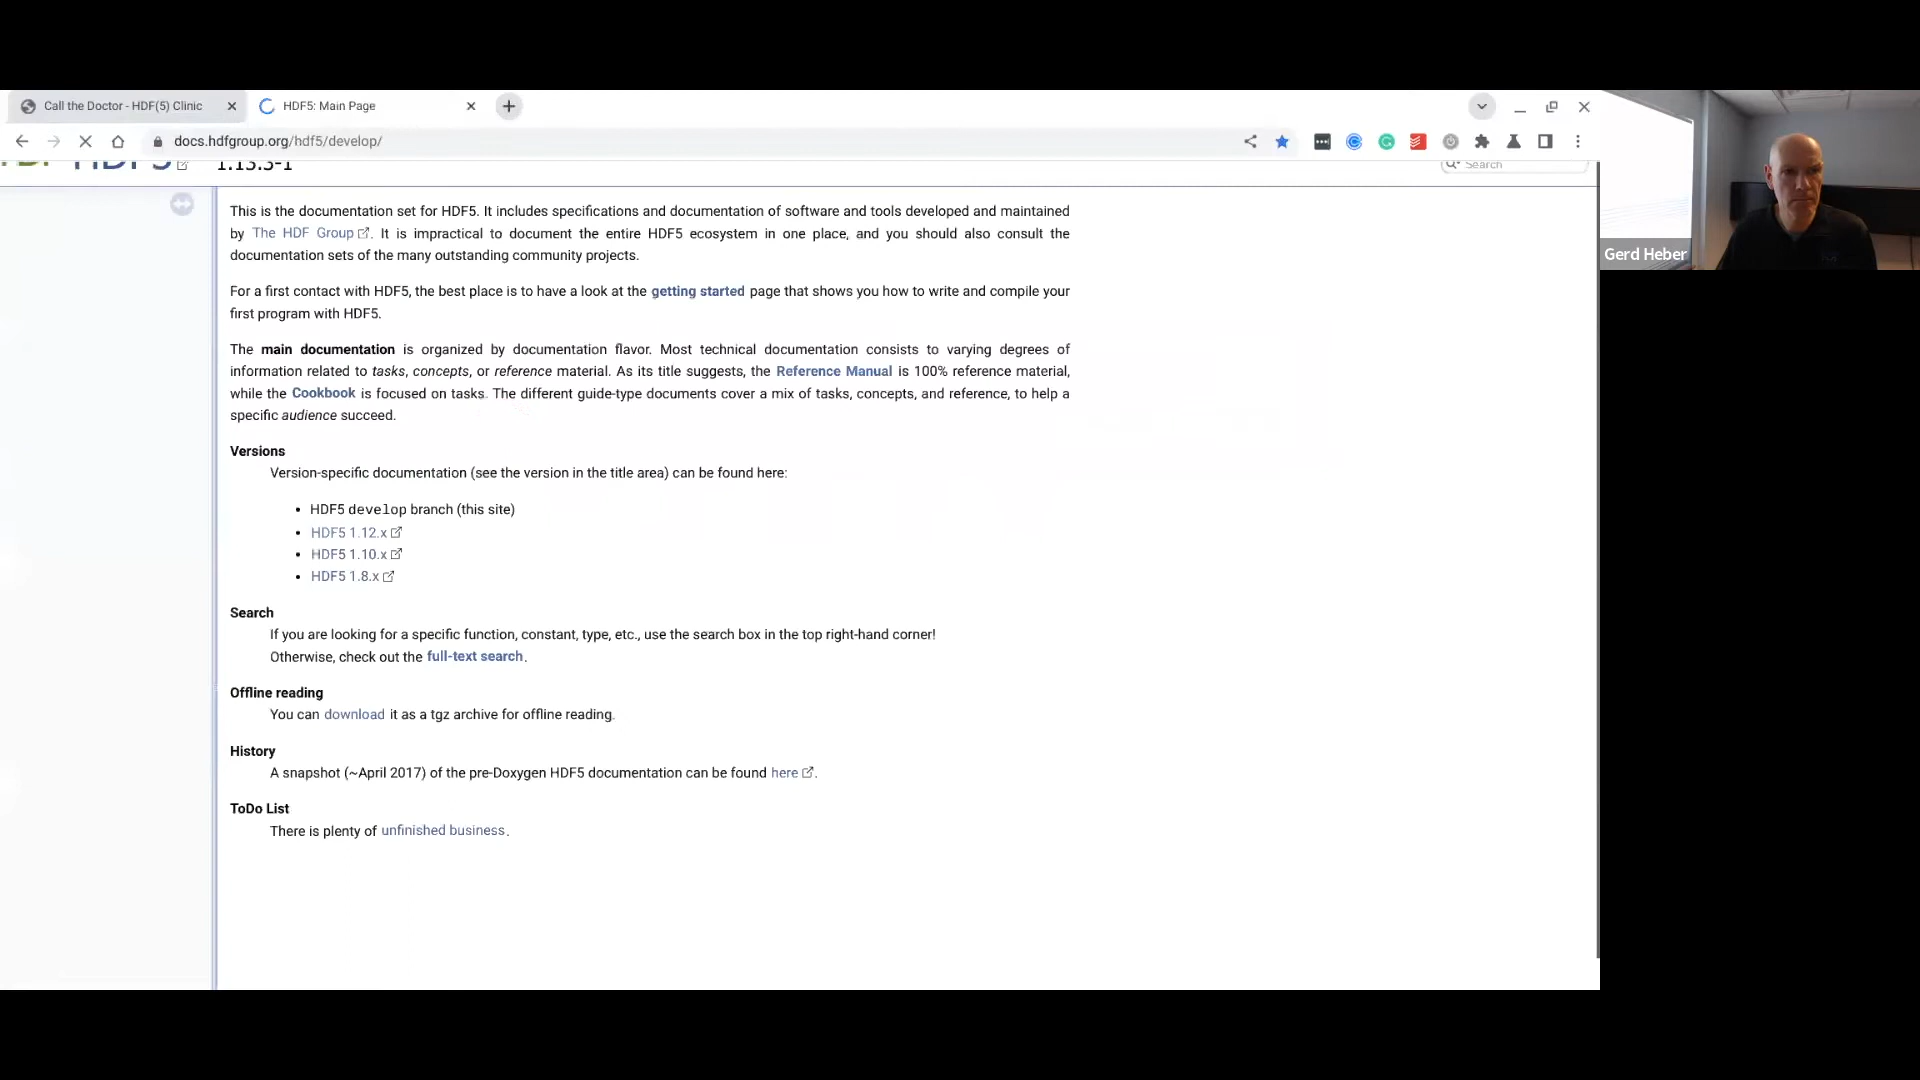 Call the Doctor - HDF(5) Clinic
HDF5: Main Page
docs.hdfgroup.org/hdf5/develop/
HDF5 1.13.3-1
Search
This is the documentation set for HDF5. It includes specifications and documentation of software and tools developed and maintained
by The HDF Group. It is impractical to document the entire HDF5 ecosystem in one place, and you should also consult the
documentation sets of the many outstanding community projects.
For a first contact with HDF5, the best place is to have a look at the getting started page that shows you how to write and compile your
first program with HDF5.
The main documentation is organized by documentation flavor. Most technical documentation consists to varying degrees of
information related to tasks, concepts, or reference material. As its title suggests, the Reference Manual is 100% reference material,
while the Cookbook is focused on tasks. The different guide-type documents cover a mix of tasks, concepts, and reference, to help a
specific audience succeed.
Versions
Version-specific documentation (see the version in the title area) can be found here:
• HDF5 develop branch (this site)
• HDF5 1.12.x
• HDF5 1.10.x
• HDF5 1.8.x
Search
If you are looking for a specific function, constant, type, etc., use the search box in the top right-hand corner!
Otherwise, check out the full-text search.
Offline reading
You can download it as a tgz archive for offline reading.
History
A snapshot (~April 2017) of the pre-Doxygen HDF5 documentation can be found here.
ToDo List
There is plenty of unfinished business.
Gerd Heber